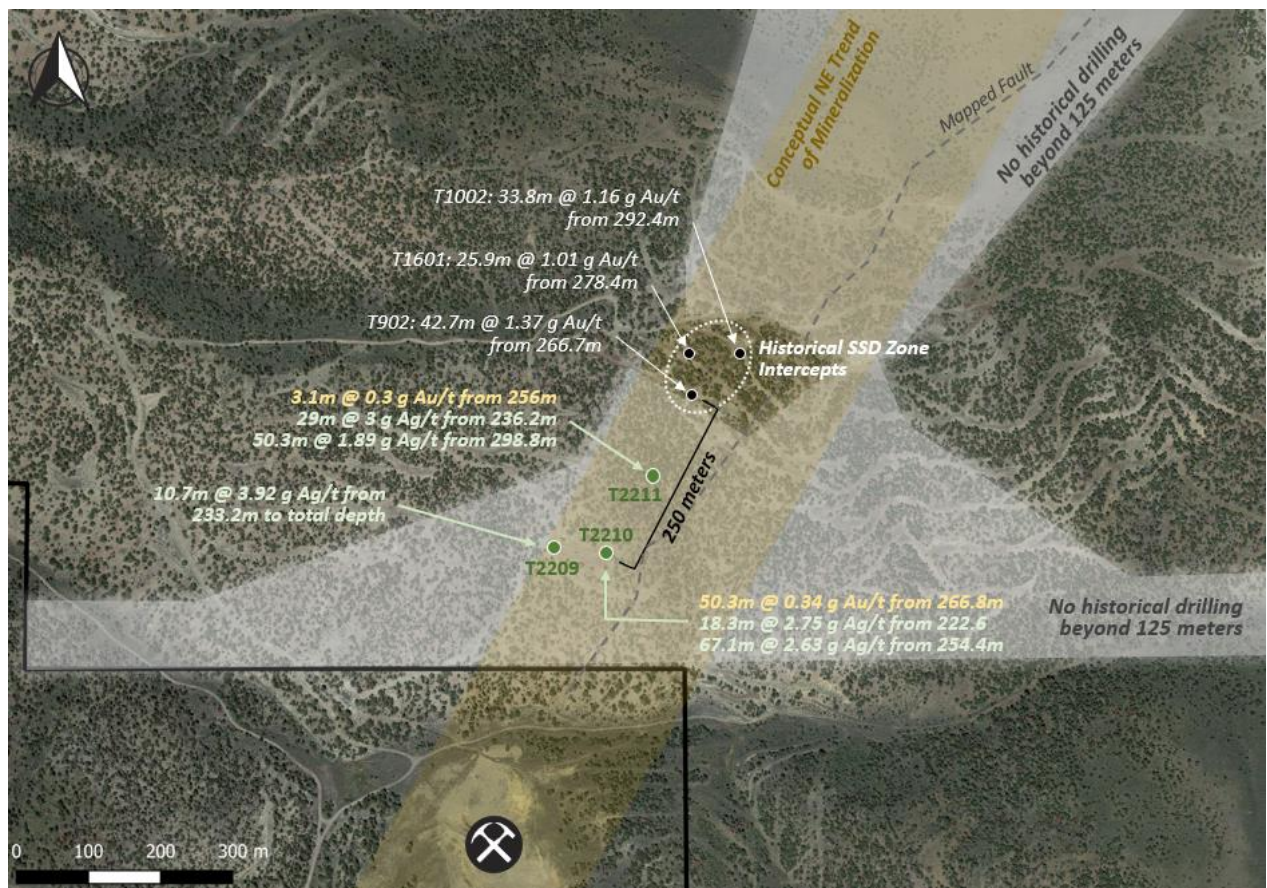 Conceptual NE Trend
of Mineralization
Mapped Fault
No historical drilling
beyond 125 meters
T1002: 33.8m @ 1.16 g Au/t
from 292.4m
T1601: 25.9m @ 1.01 g Au/t
from 278.4m
T902: 42.7m @ 1.37 g Au/t
from 266.7m
Historical SSD Zone
Intercepts
3.1m @ 0.3 g Au/t from 256m
29m @ 3 g Ag/t from 236.2m
50.3m @ 1.89 g Ag/t from 298.8m
T2211
250 meters
10.7m @ 3.92 g Ag/t from
233.2m to total depth
T2210
T2209
50.3m @ 0.34 g Au/t from 266.8m
18.3m @ 2.75 g Ag/t from 222.6
67.1m @ 2.63 g Ag/t from 254.4m
No historical drilling
beyond 125 meters
0 100 200 300 m